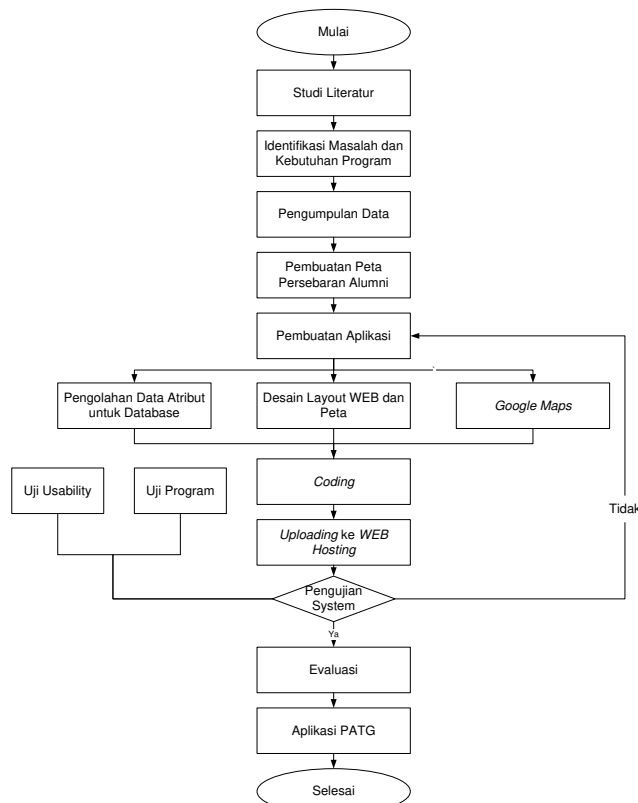 Mulai
Studi Literatur
Identifikasi Masalah dan
Kebutuhan Program
Pengumpulan Data
Pembuatan Peta
Persebaran Alumni
Pembuatan Aplikasi
Pengolahan Data Atribut
untuk Database
Desain Layout WEB dan
Peta
Google Maps
Coding
Uji Usability
Uji Program
Tidak
Uploading ke WEB
Hosting
Pengujian
System
Ya
Evaluasi
Aplikasi PATG
Selesai